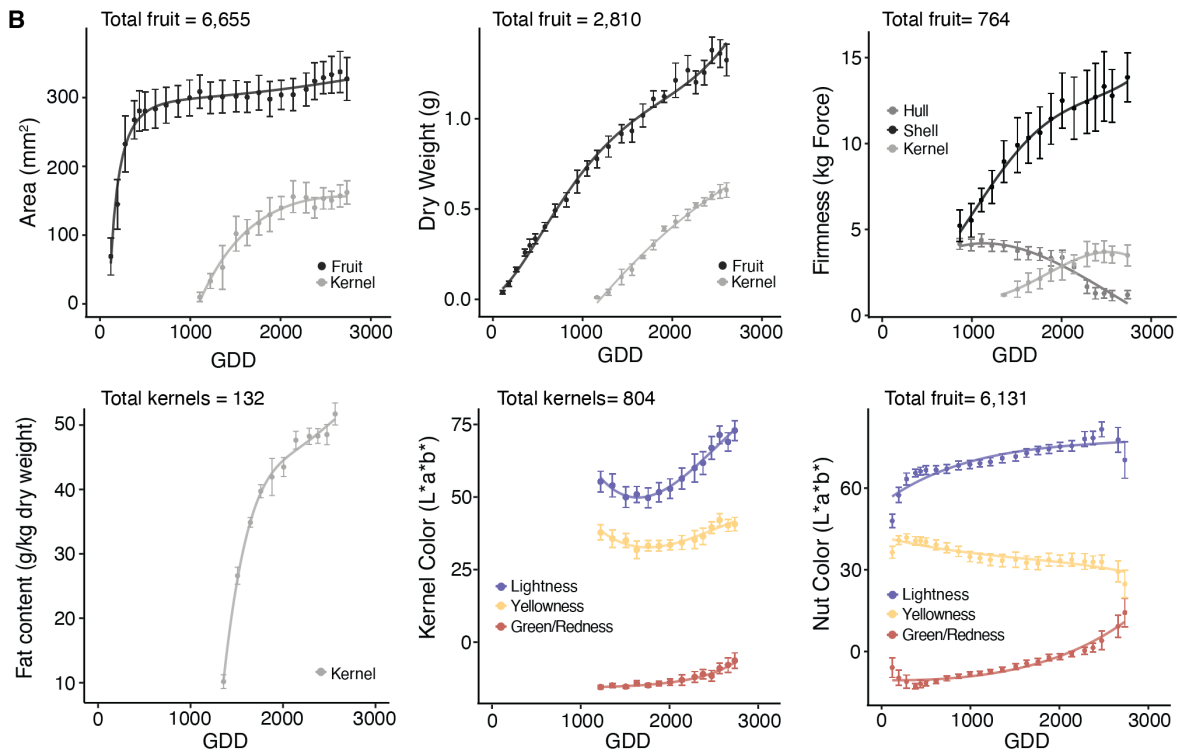 B
Total fruit = 6,655
Area (mm²)
300
200
100
0
Fruit
Kernel
0 1000 2000 3000
GDD
Total fruit = 2,810
Dry Weight (g)
1.0
0.5
0.0
Fruit
Kernel
0 1000 2000 3000
GDD
Total fruit= 764
Firmness (kg Force)
15
10
5
0
Hull
Shell
Kernel
0 1000 2000 3000
GDD
Total kernels = 132
Fat content (g/kg dry weight)
50
40
30
20
10
Kernel
0 1000 2000 3000
GDD
Total kernels= 804
Kernel Color (L*a*b*)
75
50
25
0
Lightness
Yellowness
Green/Redness
0 1000 2000 3000
GDD
Total fruit= 6,131
Nut Color (L*a*b*)
60
30
0
Lightness
Yellowness
Green/Redness
0 1000 2000 3000
GDD